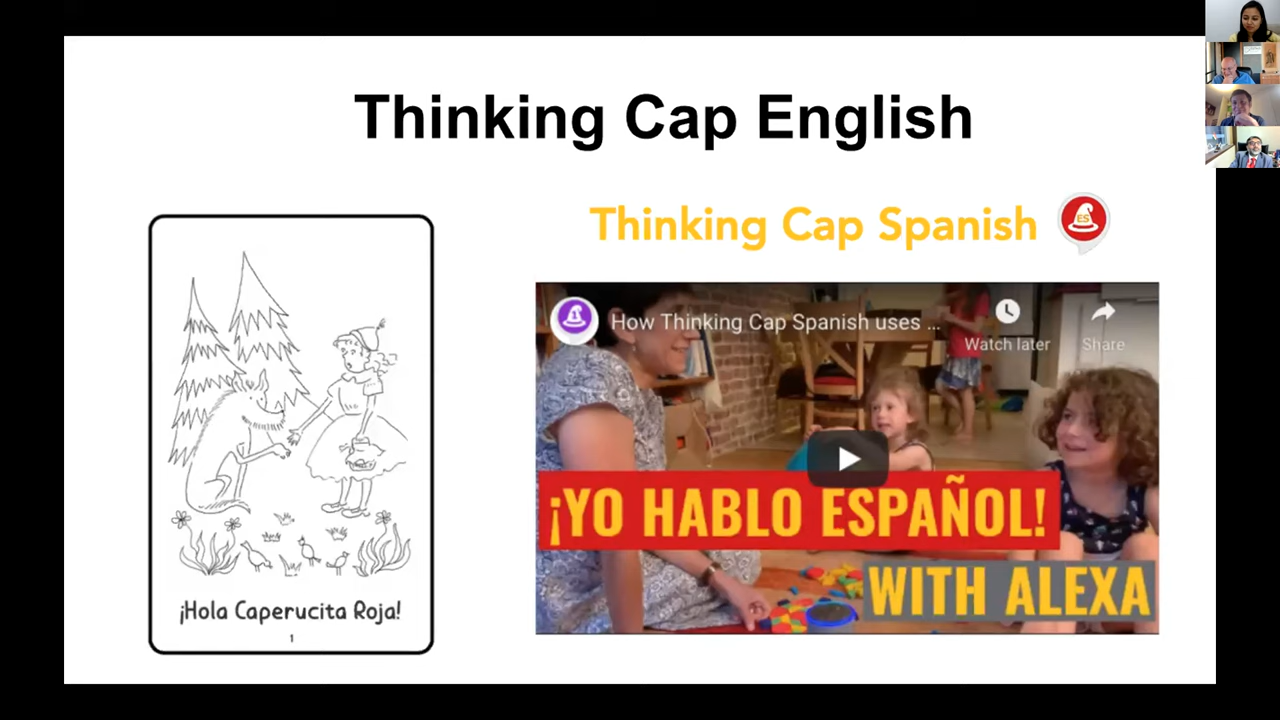 Thinking Cap English
Thinking Cap Spanish
ES
1
How Thinking Cap Spanish uses ...
Watch later
Share
¡YO HABLO ESPAÑOL!
WITH ALEXA
¡Hola Caperucita Roja!
1